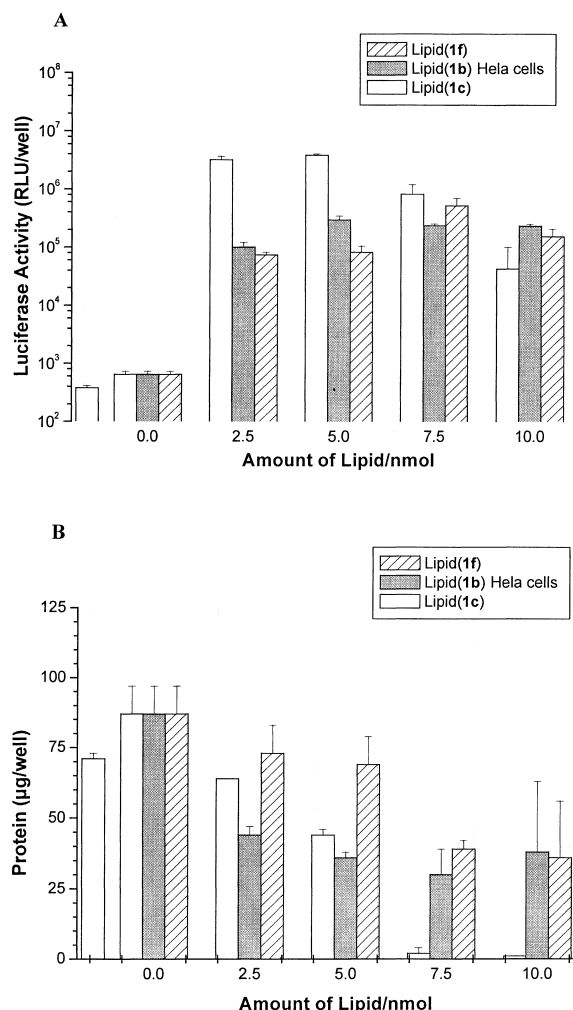 A
Lipid(1f)
Lipid(1b) Hela cells
Lipid(1c)
Luciferase Activity (RLU/well)
10^8
10^7
10^6
10^5
10^4
10^3
10^2
0.0 2.5 5.0 7.5 10.0
Amount of Lipid/nmol
B
Lipid(1f)
Lipid(1b) Hela cells
Lipid(1c)
Protein (µg/well)
125
100
75
50
25
0
0.0 2.5 5.0 7.5 10.0
Amount of Lipid/nmol